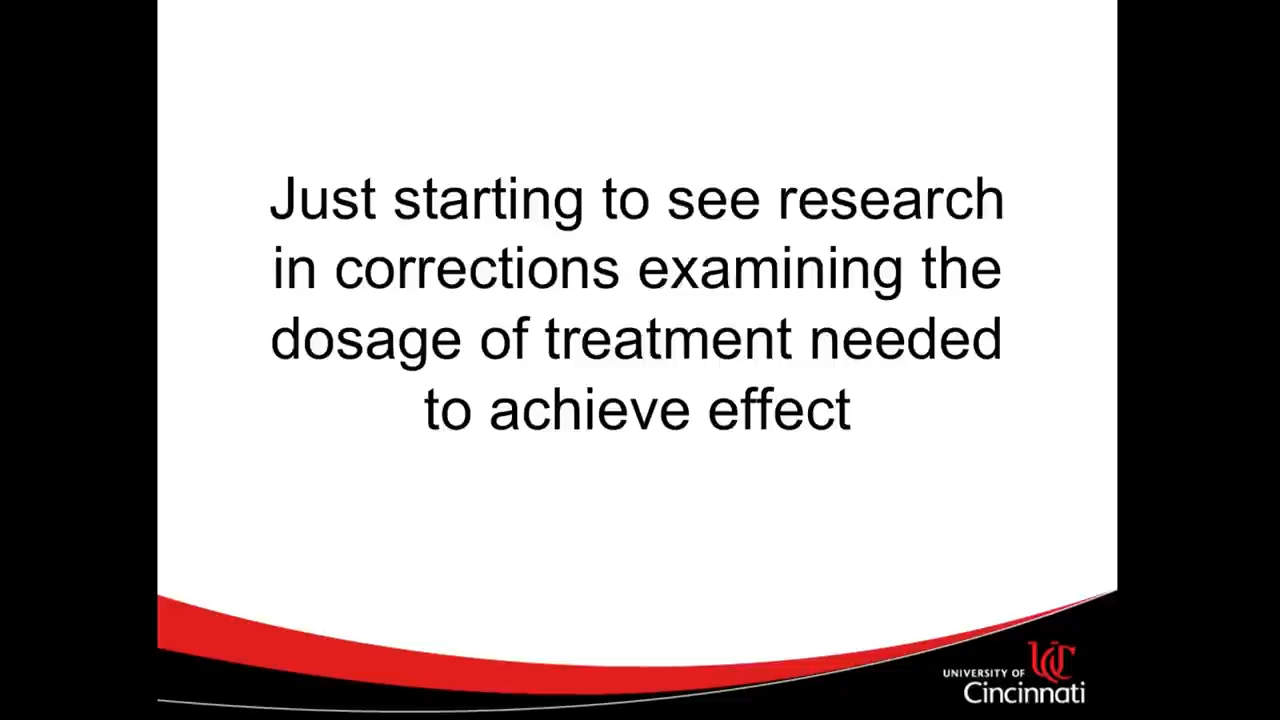 Just starting to see research
in corrections examining the
dosage of treatment needed
to achieve effect
UNIVERSITY OF
Cincinnati
UC